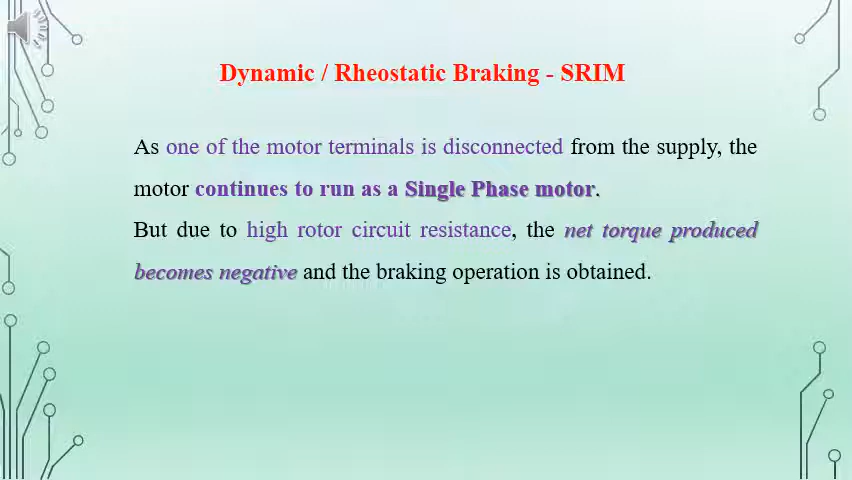 Dynamic / Rheostatic Braking - SRIM
As one of the motor terminals is disconnected from the supply, the
motor continues to run as a Single Phase motor.
But due to high rotor circuit resistance, the net torque produced
becomes negative and the braking operation is obtained.